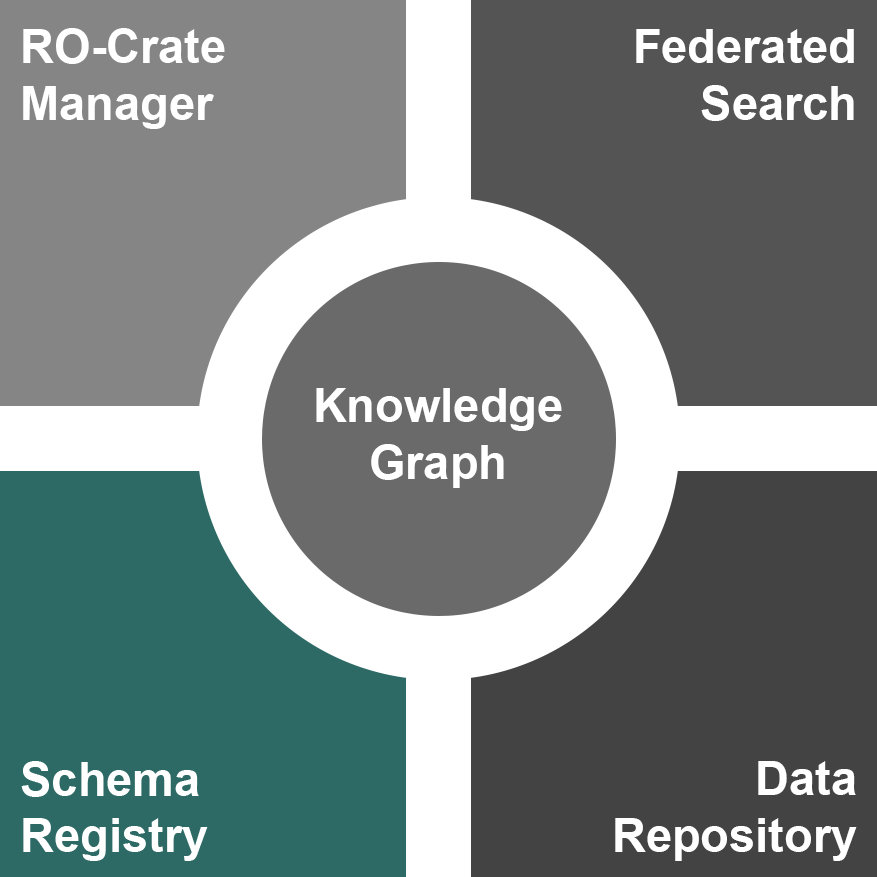 RO-Crate
Manager
Federated
Search
Knowledge
Graph
Schema
Registry
Data
Repository